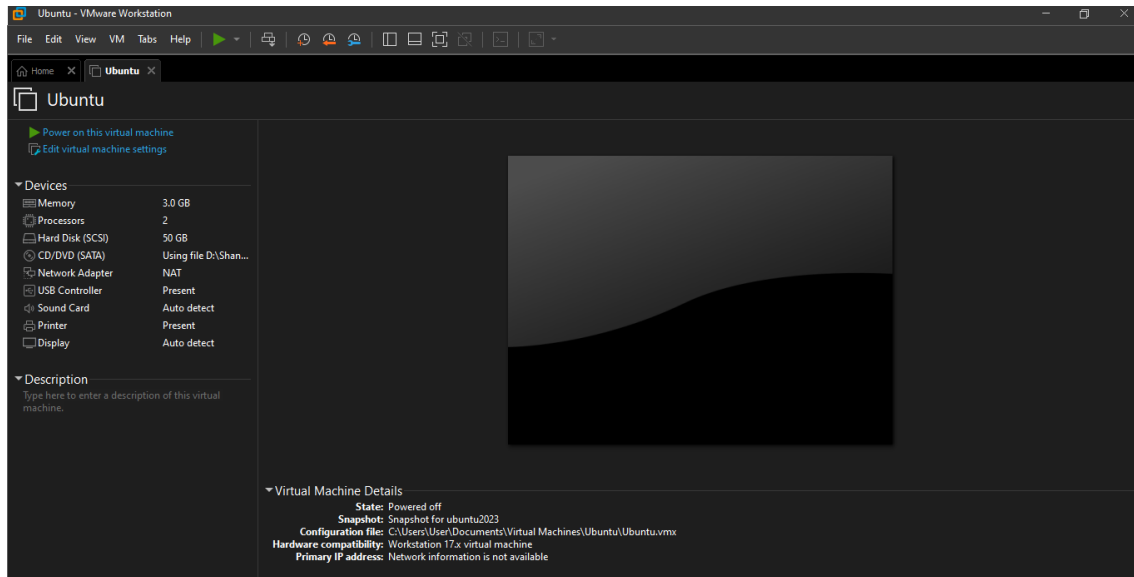 Ubuntu - VMware Workstation
File Edit View VM Tabs Help
Home Ubuntu
Ubuntu
Power on this virtual machine
Edit virtual machine settings
Devices
Memory 3.0 GB
Processors 2
Hard Disk (SCSI) 50 GB
CD/DVD (SATA) Using file D:\Shan...
Network Adapter NAT
USB Controller Present
Sound Card Auto detect
Printer Present
Display Auto detect
Description
Type here to enter a description of this virtual
machine.
Virtual Machine Details
State: Powered off
Snapshot: Snapshot for ubuntu2023
Configuration file: C:\Users\User\Documents\Virtual Machines\Ubuntu\Ubuntu.vmx
Hardware compatibility: Workstation 17.x virtual machine
Primary IP address: Network information is not available